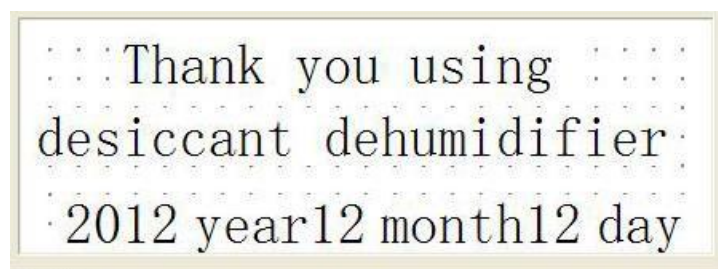 Thank you using
desiccant dehumidifier
2012 year12 month12 day